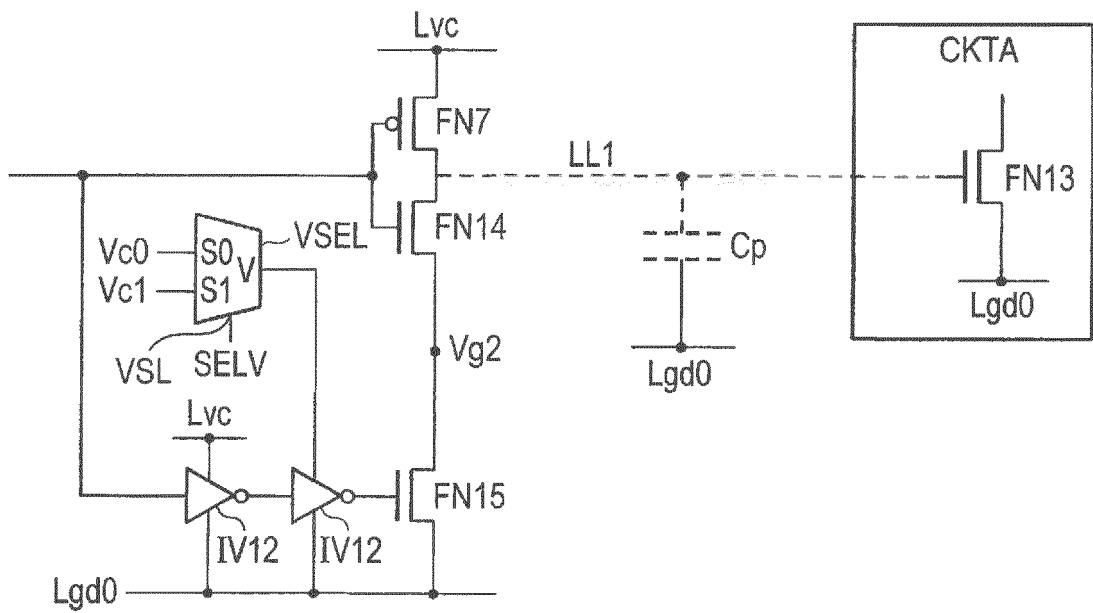 Lvc
CKTA
FN7
LL1
FN13
FN14
Vc0
S0
V
VSEL
Vc1
S1
Cp
Lgd0
VSL
SELV
Vg2
Lgd0
Lvc
FN15
IV12
IV12
Lgd0